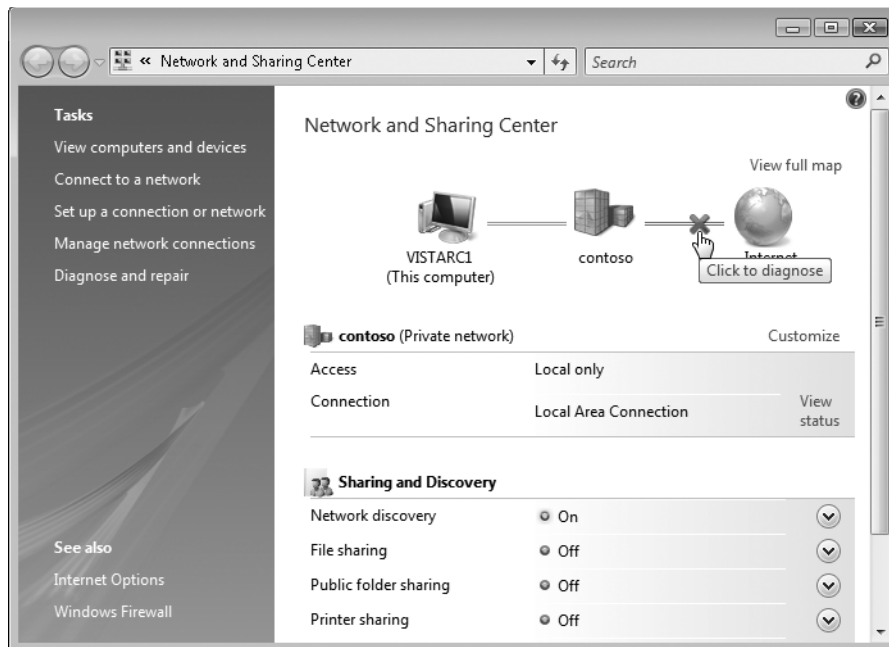 « Network and Sharing Center
Search
Tasks
View computers and devices
Connect to a network
Set up a connection or network
Manage network connections
Diagnose and repair
See also
Internet Options
Windows Firewall
Network and Sharing Center
View full map
VISTARC1
(This computer)
contoso
Internet
Click to diagnose
contoso (Private network)
Customize
Access
Local only
Connection
Local Area Connection
View
status
Sharing and Discovery
Network discovery
On
File sharing
Off
Public folder sharing
Off
Printer sharing
Off